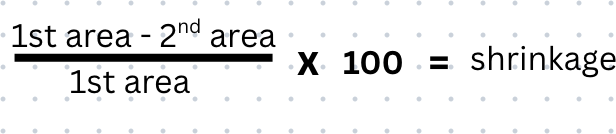 1st area - 2nd area
1st area
X 100 = shrinkage